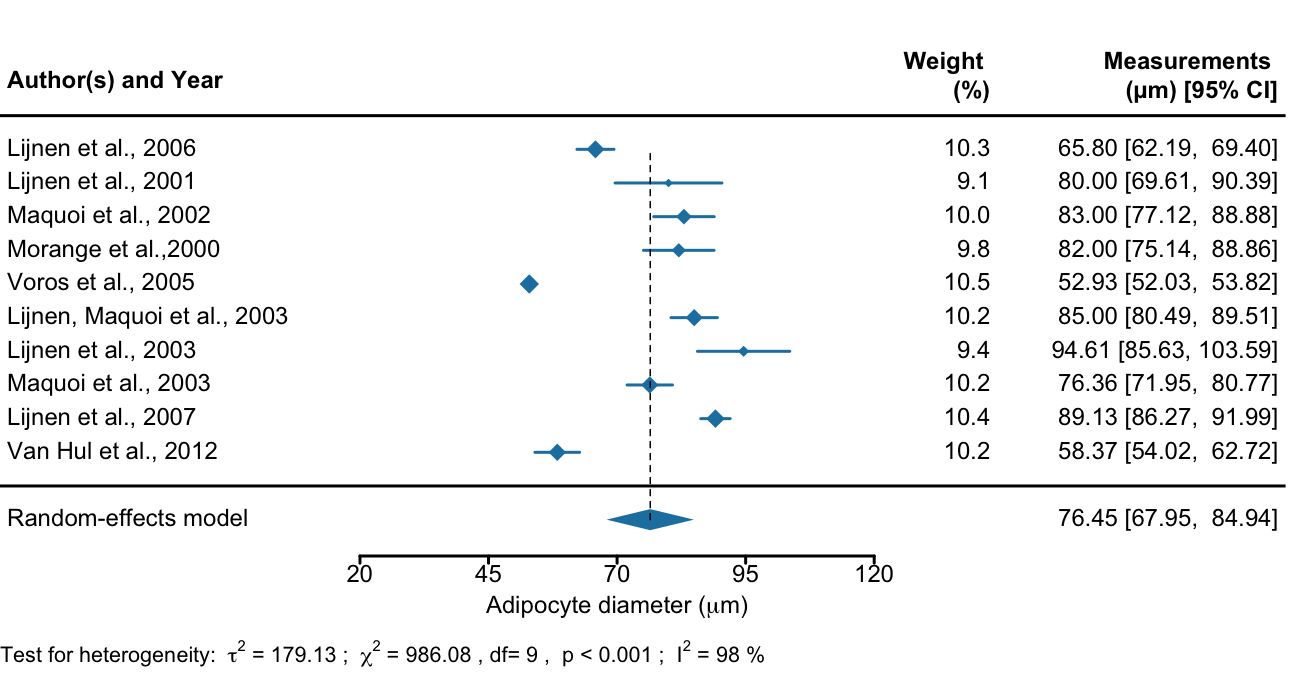 Author(s) and Year Weight (%) Measurements (µm) [95% CI]
Lijnen et al., 2006 10.3 65.80 [62.19, 69.40]
Lijnen et al., 2001 9.1 80.00 [69.61, 90.39]
Maquoi et al., 2002 10.0 83.00 [77.12, 88.88]
Morange et al.,2000 9.8 82.00 [75.14, 88.86]
Voros et al., 2005 10.5 52.93 [52.03, 53.82]
Lijnen, Maquoi et al., 2003 10.2 85.00 [80.49, 89.51]
Lijnen et al., 2003 9.4 94.61 [85.63, 103.59]
Maquoi et al., 2003 10.2 76.36 [71.95, 80.77]
Lijnen et al., 2007 10.4 89.13 [86.27, 91.99]
Van Hul et al., 2012 10.2 58.37 [54.02, 62.72]
Random-effects model 76.45 [67.95, 84.94]
20 45 70 95 120
Adipocyte diameter (μm)
Test for heterogeneity: τ² = 179.13 ; χ² = 986.08 , df= 9 , p < 0.001 ; I² = 98 %